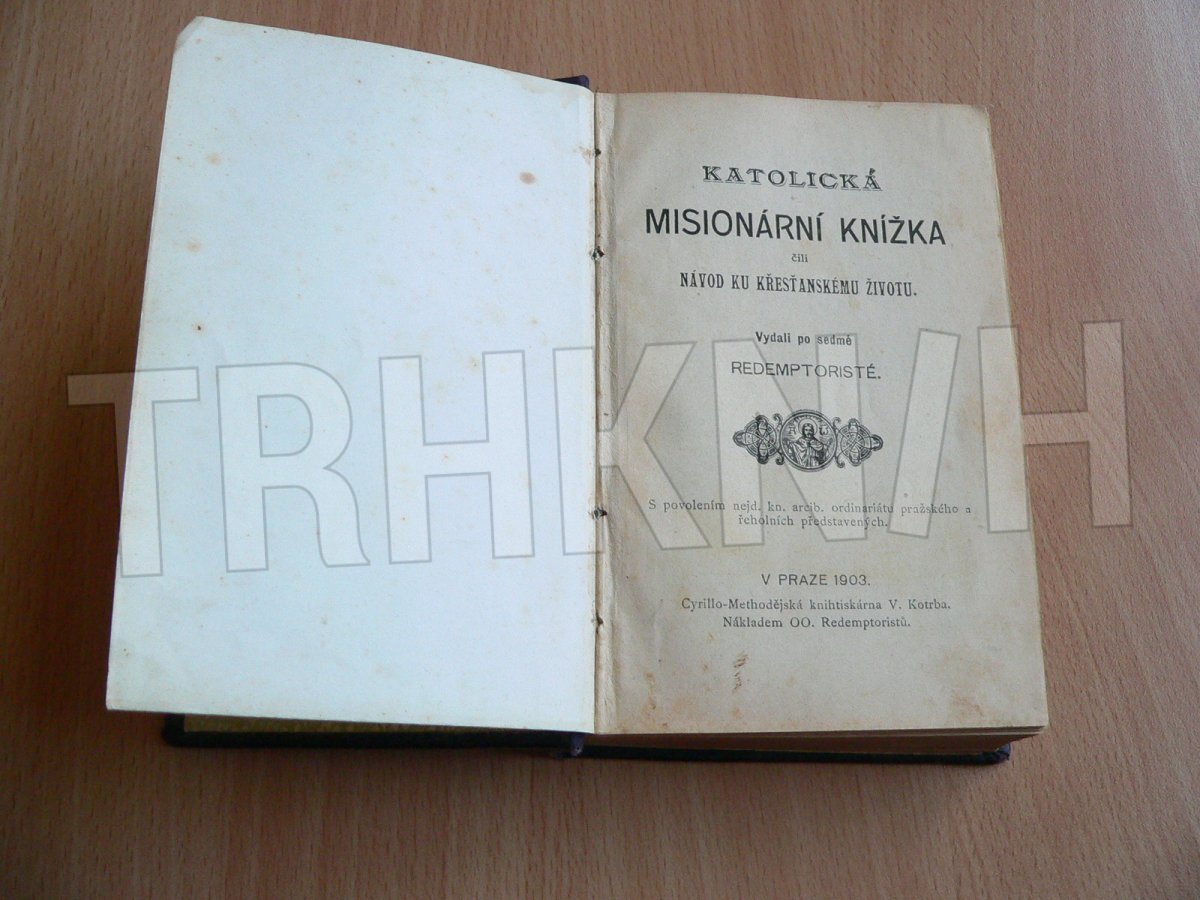 KATOLICKÁ
MISIONÁRNÍ KNÍŽKA
čili
NÁVOD KU KŘESŤANSKÉMU ŽIVOTU.
Vydali po sedmé
REDEMPTORISTÉ.
TRHKNIH
S povolením nejd. kn. arcib. ordinariátu pražského a
řeholních představených.
V PRAZE 1903.
Cyrillo-Methodějská knihtiskárna V. Kotrba.
Nákladem OO. Redemptoristů.